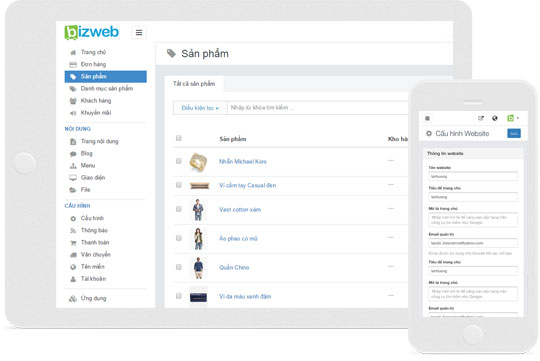 bizweb
Trang chủ
Đơn hàng
Sản phẩm
Danh mục sản phẩm
Khách hàng
Khuyến mãi
NỘI DUNG
Trang nội dung
Blog
Menu
Giao diện
File
CẤU HÌNH
Cấu hình
Thông báo
Thanh toán
Vận chuyển
Tên miền
Tài khoản
Ứng dụng
Sản phẩm
Tất cả sản phẩm
Điều kiện lọc
Nhập từ khóa tìm kiếm ...
Sản phẩm
Kho hàng
Nhẫn Michael Kors
Ví cầm tay Casual đen
Vest cotton xám
Áo phao có mũ
Quần Chino
Ví da màu xanh đậm
Cấu hình Website
Thông tin website
Tên website
Tiêu đề trang chủ
Mô tả trang chủ
Email quản trị
Tiêu đề trang chủ
Mô tả trang chủ